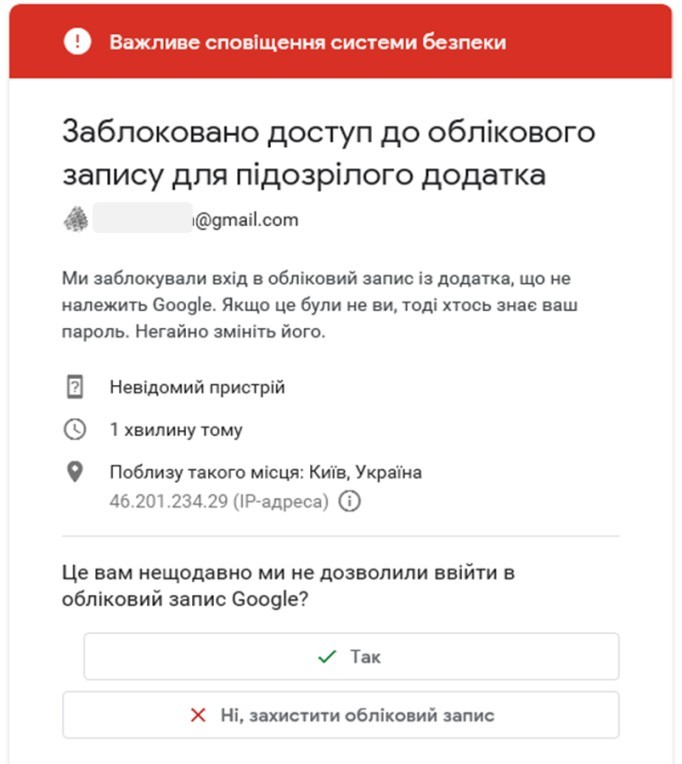 Важливе сповіщення системи безпеки
Заблоковано доступ до облікового
запису для підозрілого додатка
@gmail.com
Ми заблокували вхід в обліковий запис із додатка, що не
належить Google. Якщо це були не ви, тоді хтось знає ваш
пароль. Негайно змініть його.
Невідомий пристрій
1 хвилину тому
Поблизу такого місця: Київ, Україна
46.201.234.29 (IP-адреса)
Це вам нещодавно ми не дозволили ввійти в
обліковий запис Google?
Так
Ні, захистити обліковий запис